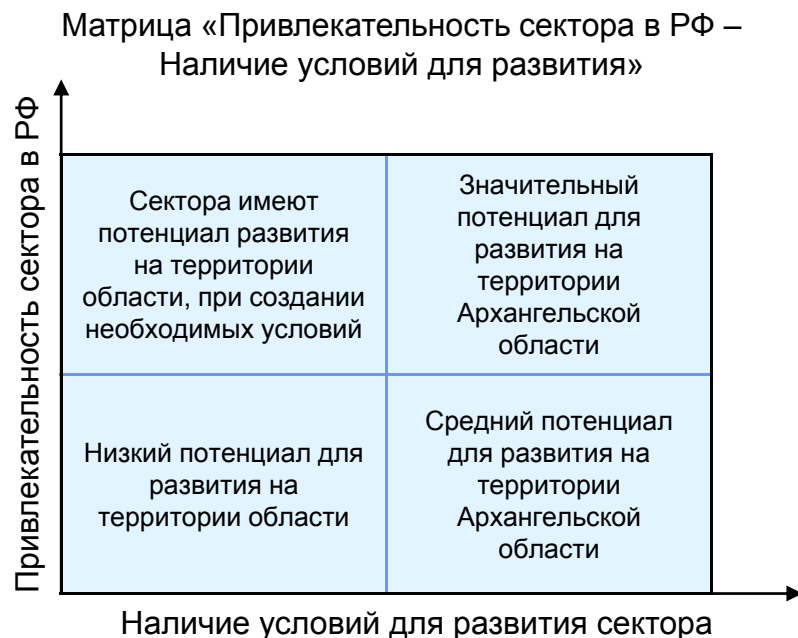 Матрица «Привлекательность сектора в РФ –
Наличие условий для развития»
Привлекательность сектора в РФ
Сектора имеют
потенциал развития
на территории
области, при создании
необходимых условий
Значительный
потенциал для
развития на
территории
Архангельской
области
Низкий потенциал для
развития на
территории области
Средний потенциал
для развития на
территории
Архангельской
области
Наличие условий для развития сектора